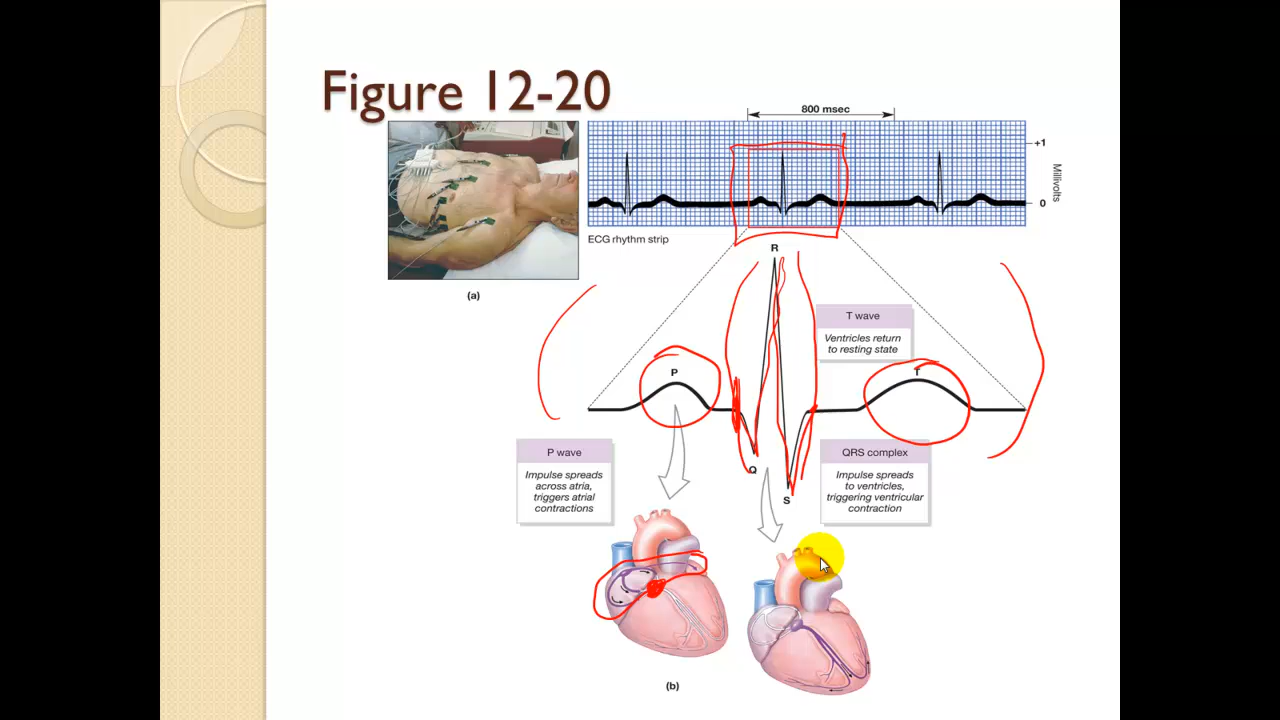 Figure 12-20
800 msec
+1
Millivolts
0
ECG rhythm strip
(a)
R
T wave
Ventricles return
to resting state
P
T
P wave
Impulse spreads
across atria,
triggers atrial
contractions
Q
S
QRS complex
Impulse spreads
to ventricles,
triggering ventricular
contraction
(b)